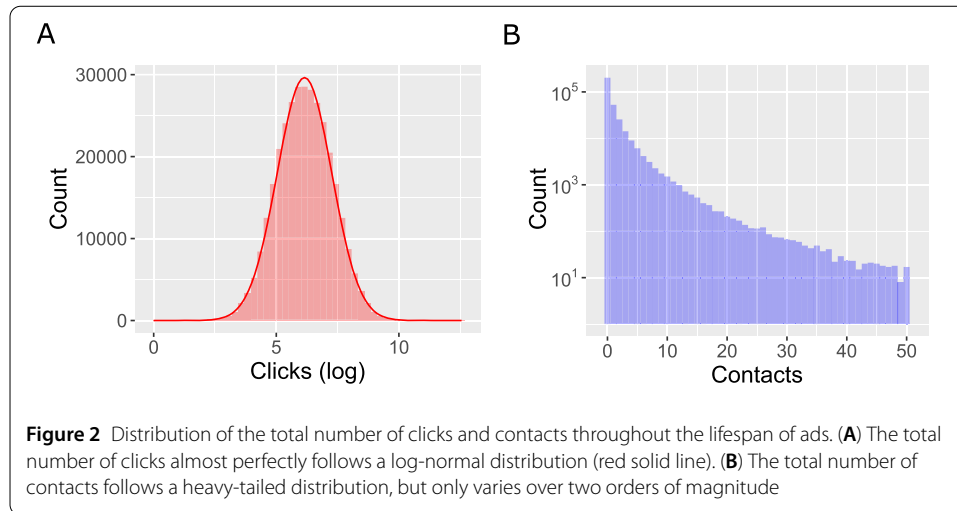 A
30000
20000
10000
0
Count
0 5 10
Clicks (log)
B
10^5
10^3
10^1
Count
0 10 20 30 40 50
Contacts
Figure 2 Distribution of the total number of clicks and contacts throughout the lifespan of ads. (A) The total
number of clicks almost perfectly follows a log-normal distribution (red solid line). (B) The total number of
contacts follows a heavy-tailed distribution, but only varies over two orders of magnitude